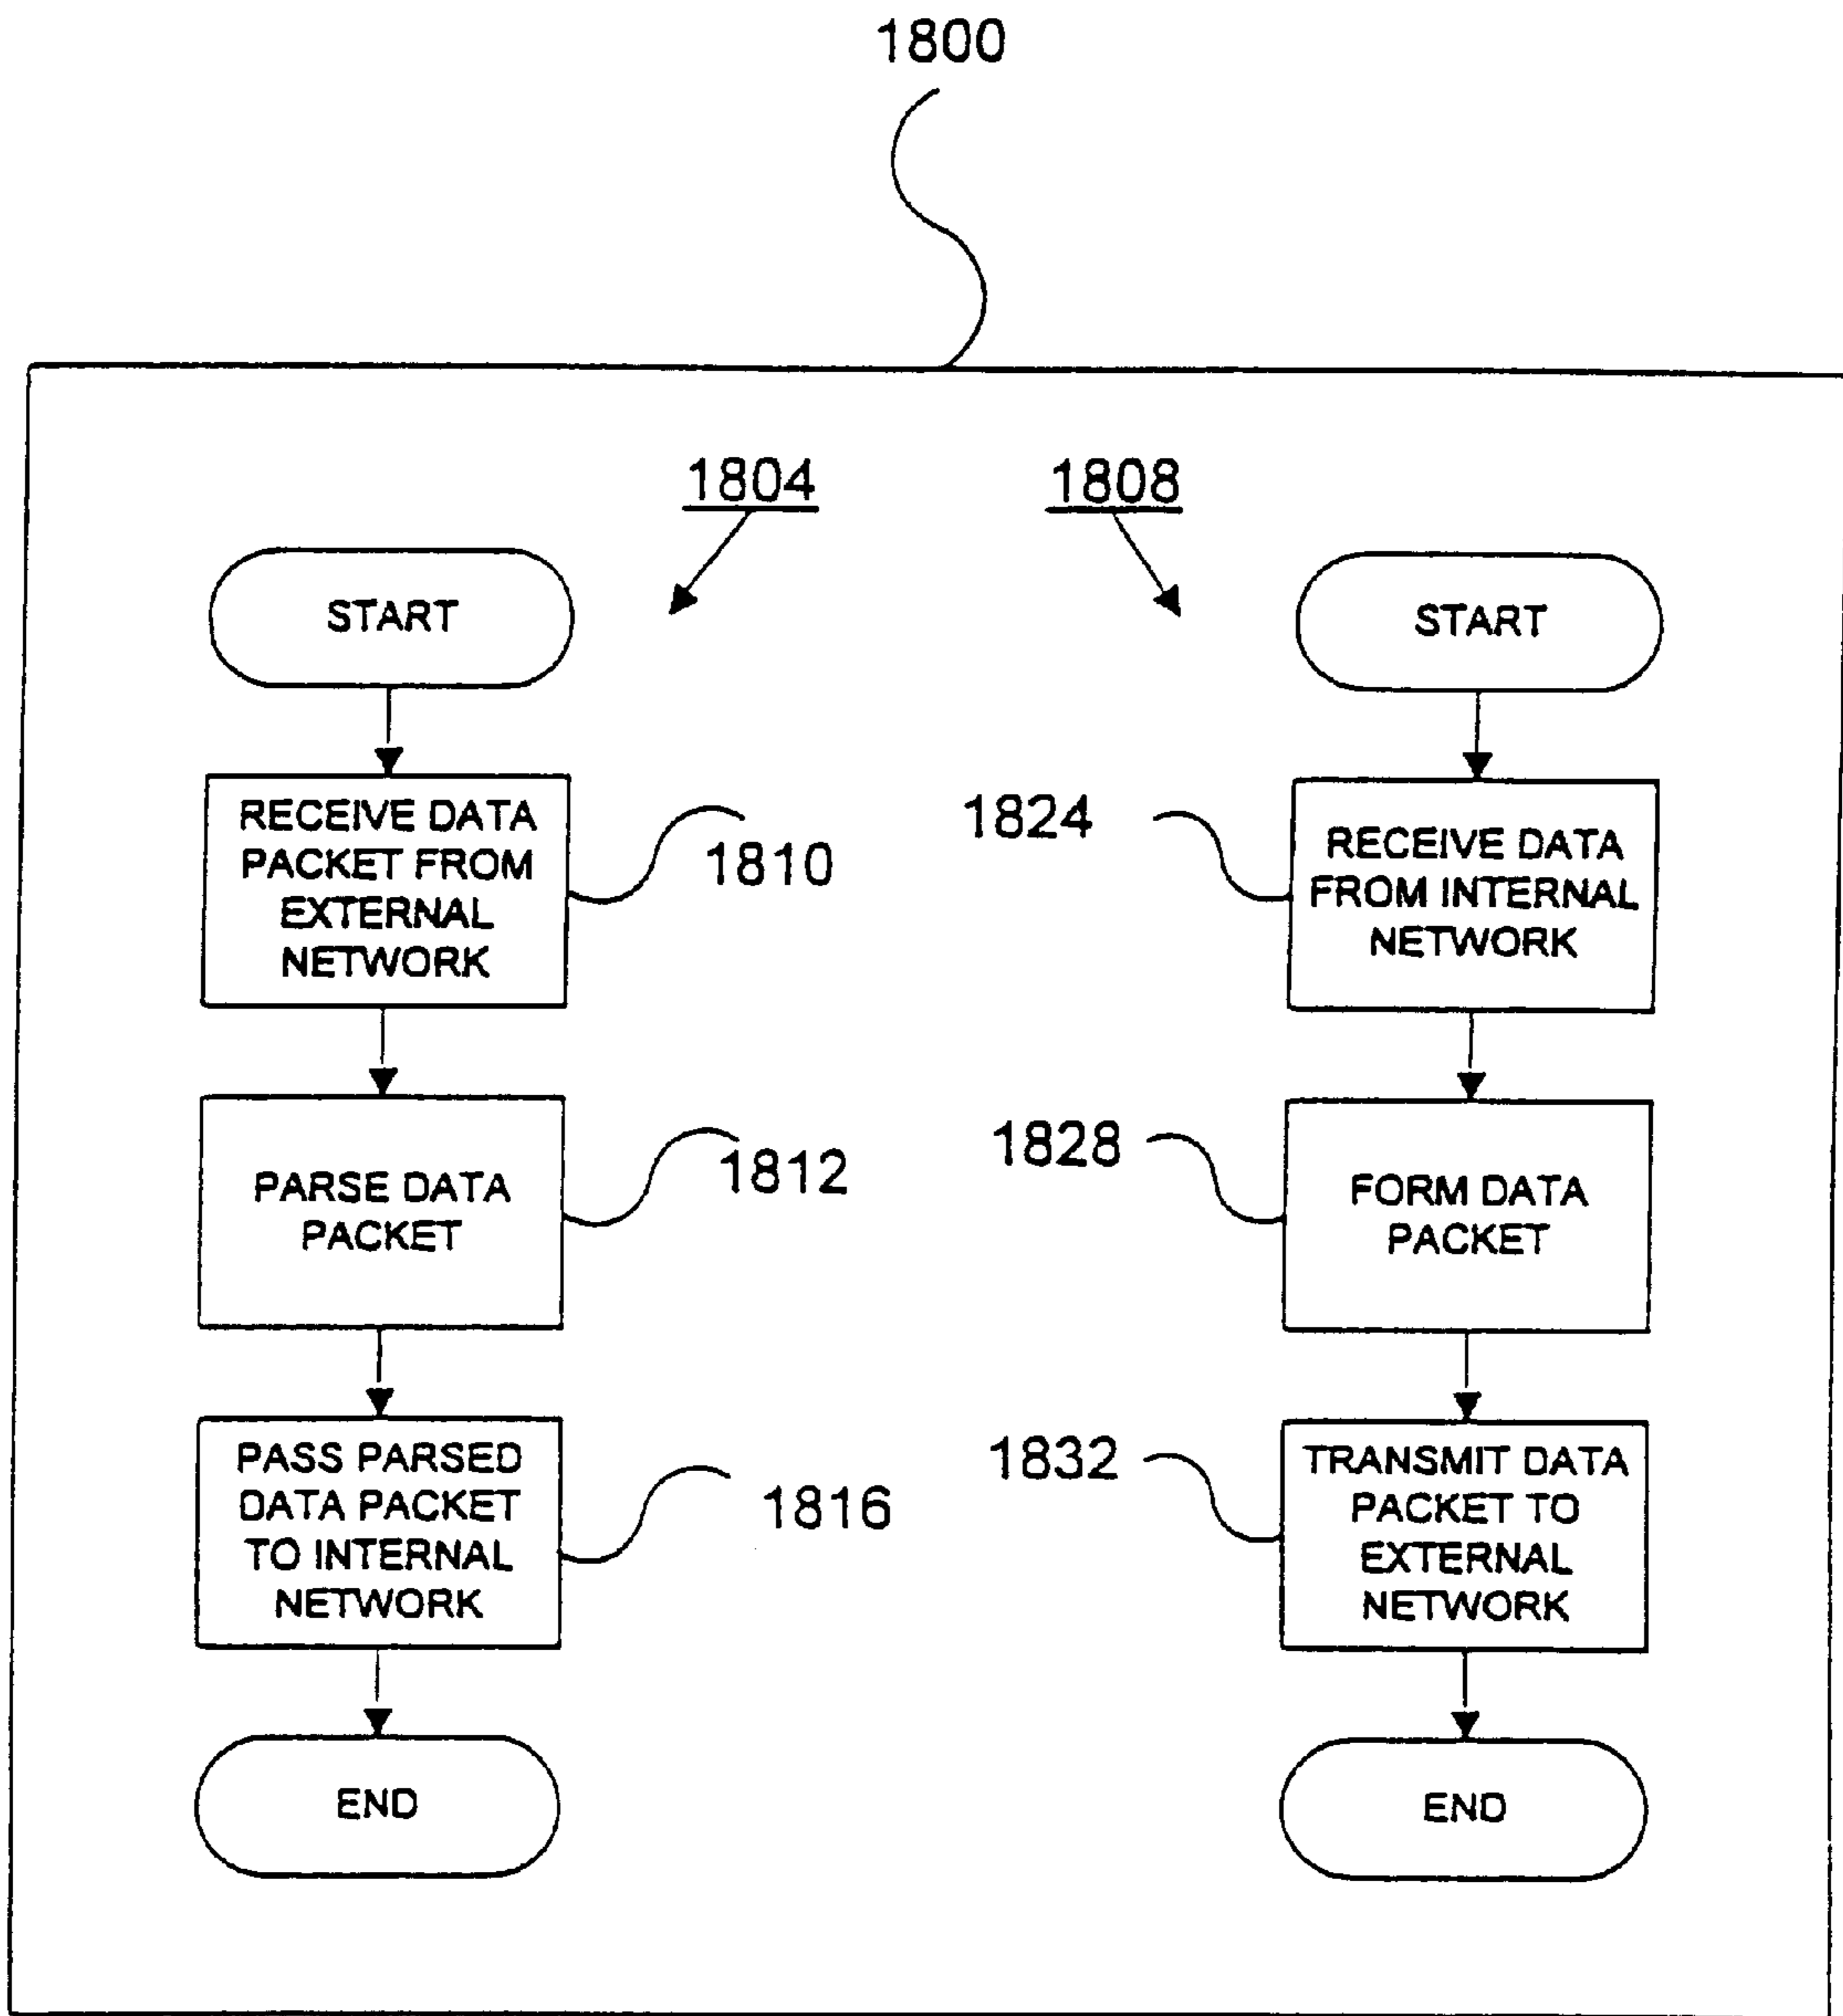 1800
1804
1808
START
RECEIVE DATA
PACKET FROM
EXTERNAL
NETWORK
1810
PARSE DATA
PACKET
1812
PASS PARSED
DATA PACKET
TO INTERNAL
NETWORK
1816
END
START
1824
RECEIVE DATA
FROM INTERNAL
NETWORK
1828
FORM DATA
PACKET
1832
TRANSMIT DATA
PACKET TO
EXTERNAL
NETWORK
END